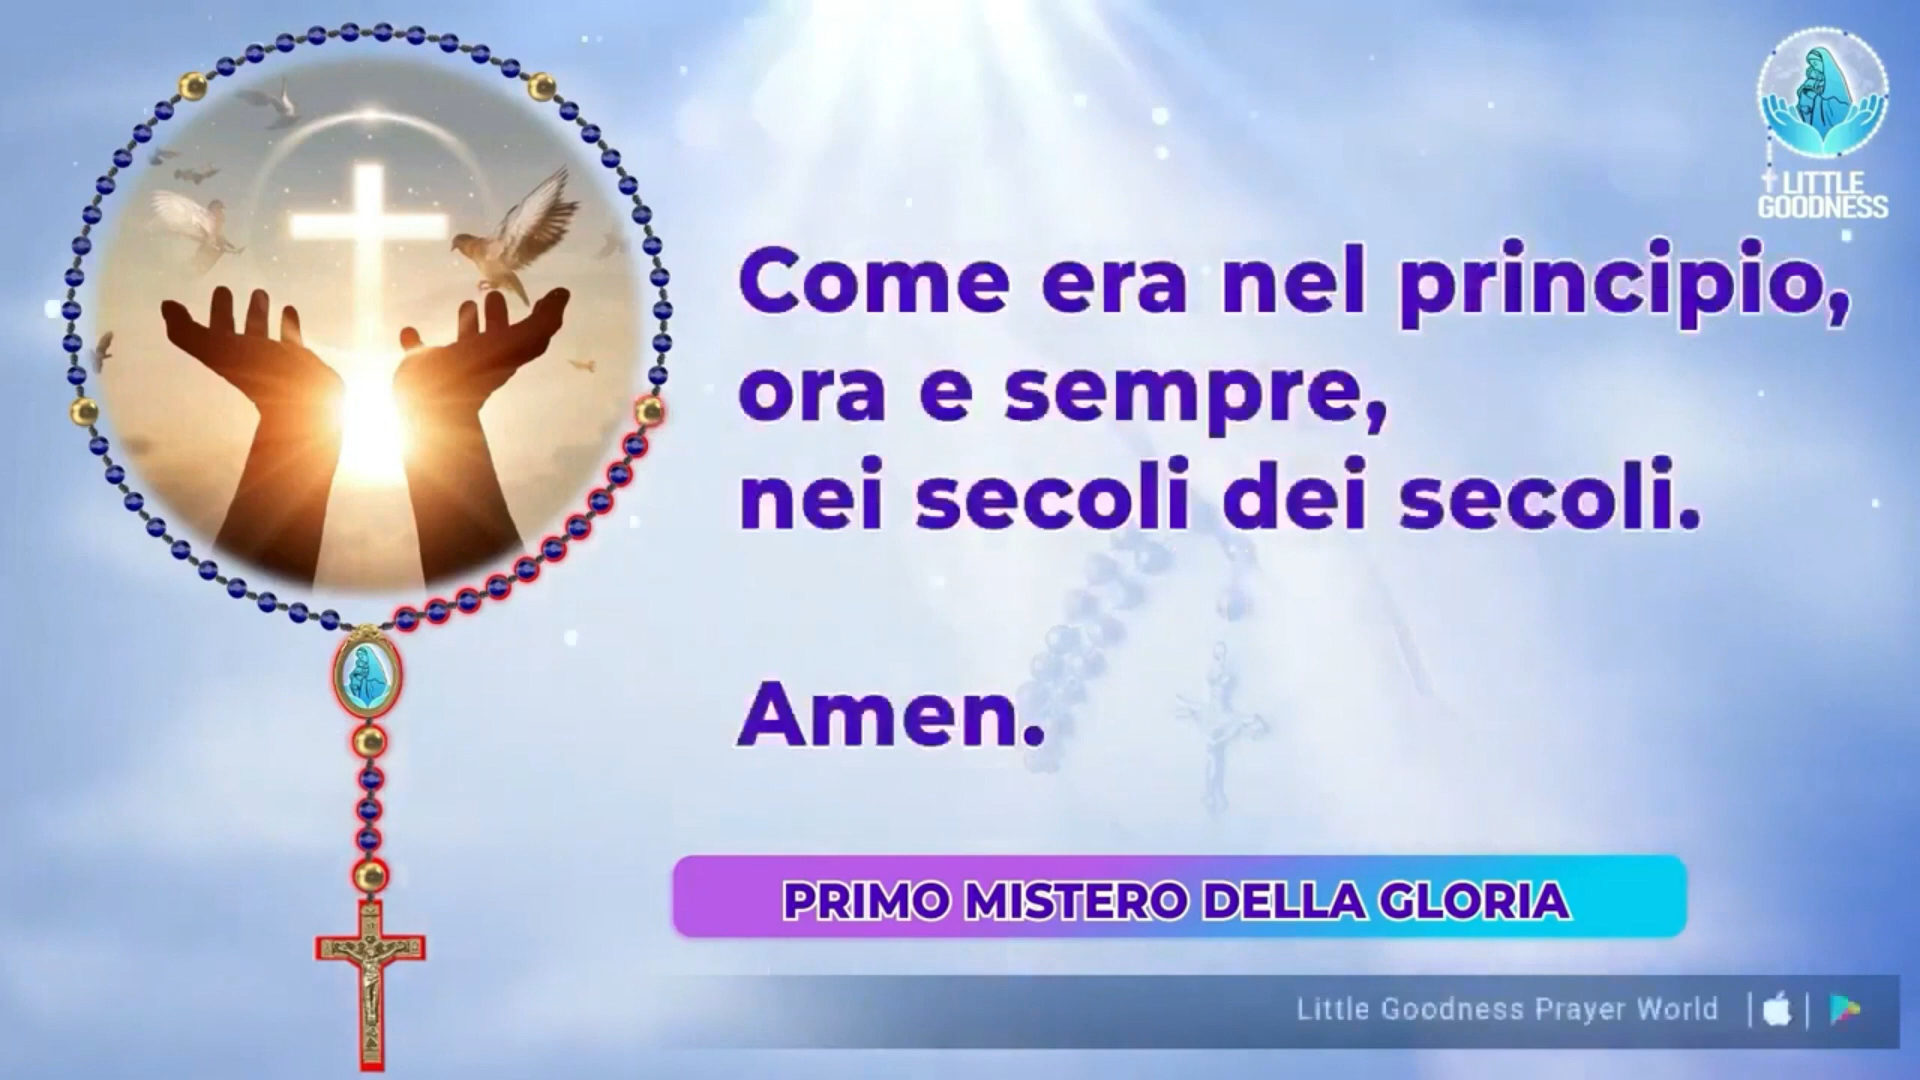 LITTLE
GOODNESS
Come era nel principio,
ora e sempre,
nei secoli dei secoli.
Amen.
PRIMO MISTERO DELLA GLORIA
Little Goodness Prayer World